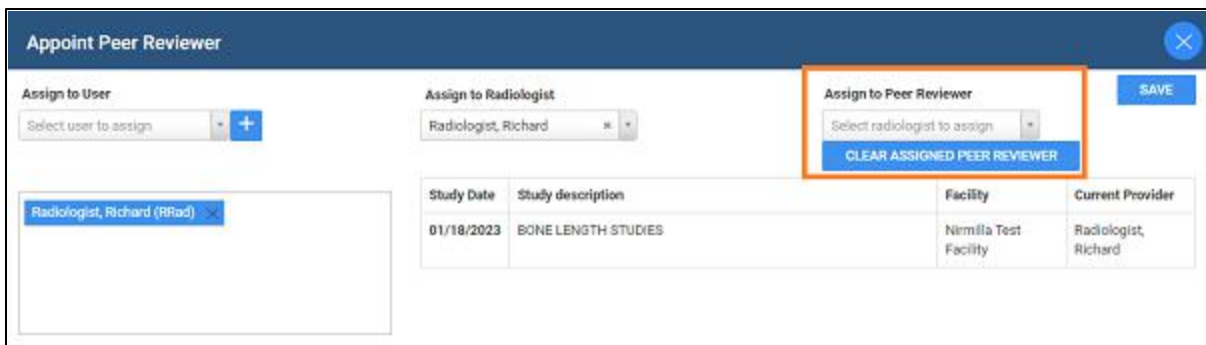 Appoint Peer Reviewer
Assign to User
Select user to assign
+
Assign to Radiologist
Radiologist, Richard
Assign to Peer Reviewer
Select radiologist to assign
SAVE
CLEAR ASSIGNED PEER REVIEWER
Radiologist, Richard (RRad)
Study Date Study description Facility Current Provider
01/18/2023 BONE LENGTH STUDIES Nirmilla Test Radiologist,
Facility Richard